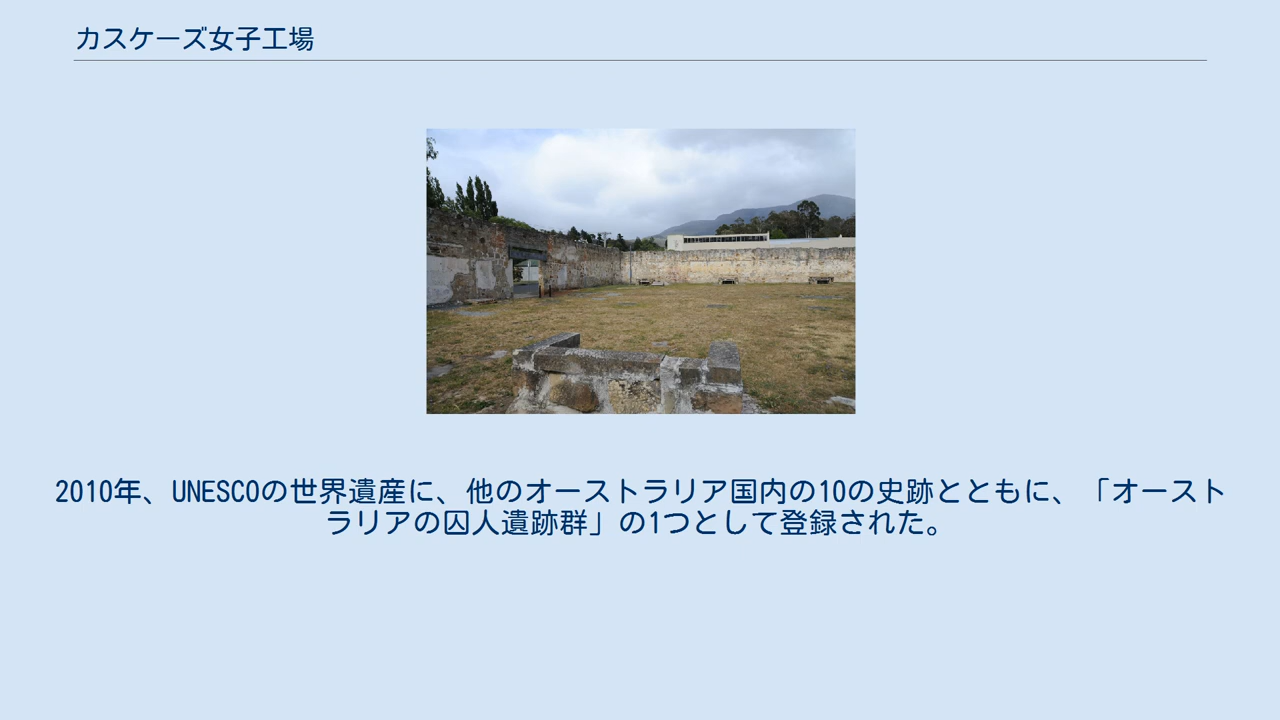 カスケーズ女子工場
2010年、UNESCOの世界遺産に、他のオーストラリア国内の10の史跡とともに、「オースト
ラリアの囚人遺跡群」の1つとして登録された。